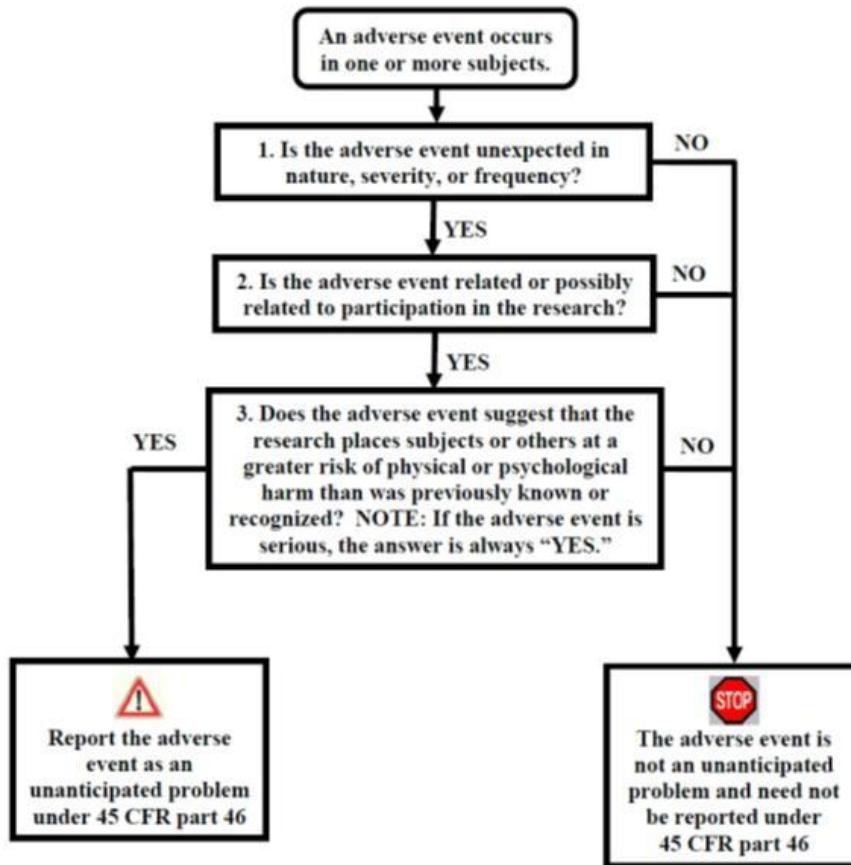 An adverse event occurs
in one or more subjects.
1. Is the adverse event unexpected in
nature, severity, or frequency?
NO
YES
2. Is the adverse event related or possibly
related to participation in the research?
NO
YES
3. Does the adverse event suggest that the
research places subjects or others at a
greater risk of physical or psychological
harm than was previously known or
recognized?  NOTE: If the adverse event is
serious, the answer is always “YES.”
YES
NO
!
Report the adverse
event as an
unanticipated problem
under 45 CFR part 46
STOP
The adverse event is
not an unanticipated
problem and need not
be reported under
45 CFR part 46